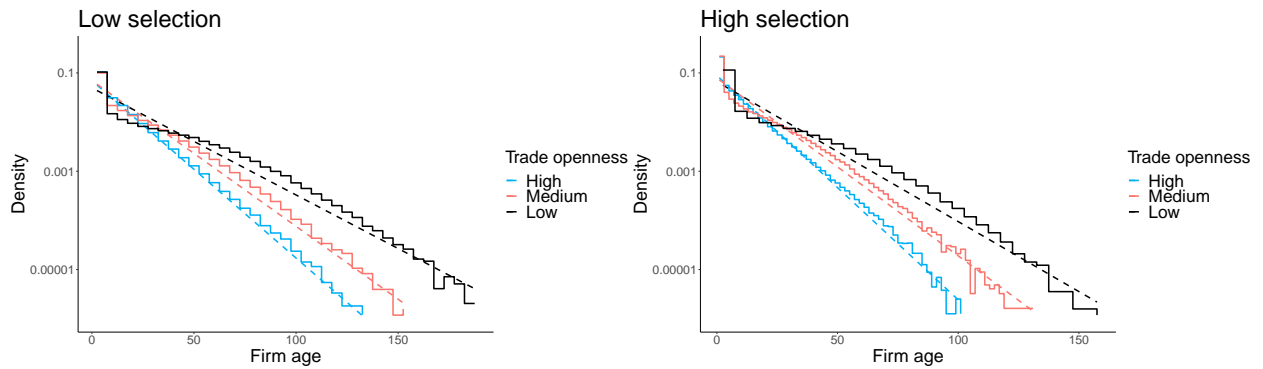 Low selection
Density
0.1
0.001
0.00001
0
50
100
150
Firm age
Trade openness
High
Medium
Low
High selection
Density
0.1
0.001
0.00001
0
50
100
150
Firm age
Trade openness
High
Medium
Low